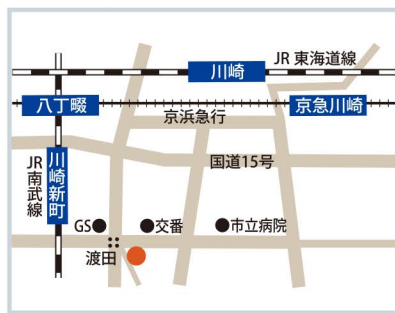 JR 東海道線
川崎
八丁畷
京急川崎
京浜急行
JR南武線
川崎新町
国道15号
GS
交番
市立病院
渡田